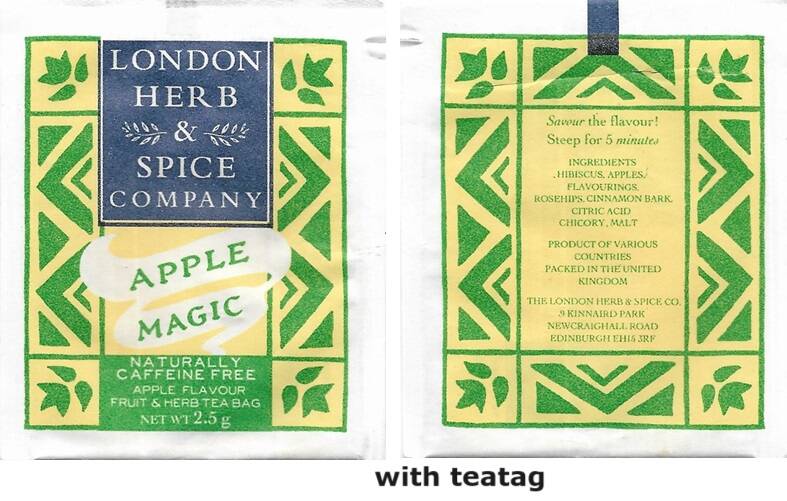 LONDON
HERB
&
SPICE
COMPANY
APPLE
MAGIC
NATURALLY
CAFFEINE FREE
APPLE FLAVOUR
FRUIT & HERB TEA BAG
NET WT 2.5 g
Savour the flavour!
Steep for 5 minutes
INGREDIENTS
HIBISCUS, APPLES,
FLAVOURINGS,
ROSEHIPS, CINNAMON BARK,
CITRIC ACID
CHICORY, MALT
PRODUCT OF VARIOUS
COUNTRIES
PACKED IN THE UNITED
KINGDOM
THE LONDON HERB & SPICE CO.
9 KINNAIRD PARK
NEWCRAIGHALL ROAD
EDINBURGH EH15 3RF
with teatag